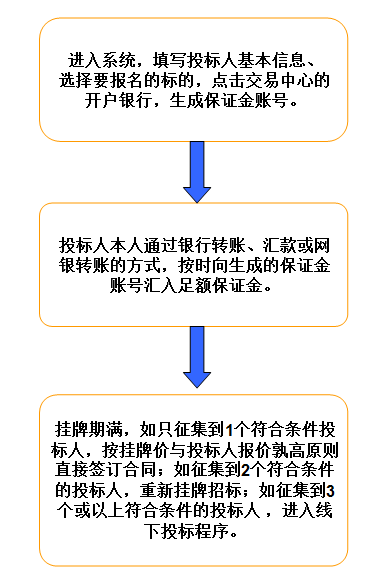 进入系统，填写投标人基本信息、
选择要报名的标的，点击交易中心的
开户银行，生成保证金账号。
投标人本人通过银行转账、汇款或网
银转账的方式，按时向生成的保证金
账号汇入足额保证金。
挂牌期满，如只征集到1个符合条件投
标人，按挂牌价与投标人报价孰高原则
直接签订合同；如征集到2个符合条件
的投标人，重新挂牌招标；如征集到3
个或以上符合条件的投标人 ，进入线
下投标程序。